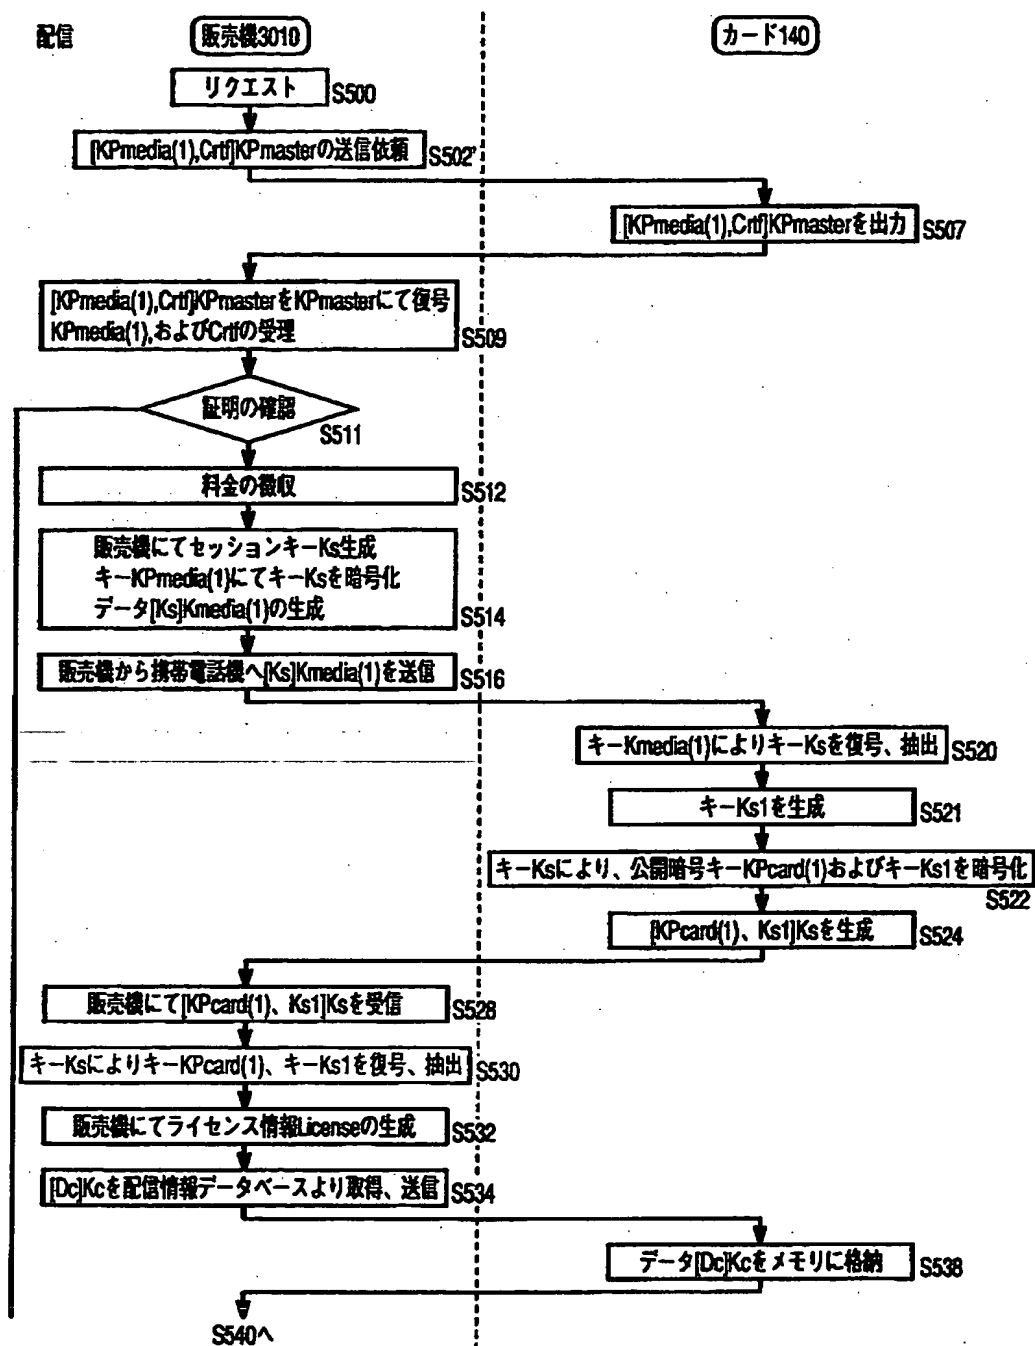 配信
販売機3010
カード140
リクエスト
S500
[KPmedia(1),Crtf]KPmasterの送信依頼
S502'
[KPmedia(1),Crtf]KPmasterを出力
S507
[KPmedia(1),Crtf]KPmasterをKPmasterにて復号
KPmedia(1),およびCrtfの受理
S509
証明の確認
S511
料金の徴収
S512
販売機にてセッションキーKs生成
キーKPmedia(1)にてキーKsを暗号化
データ[Ks]Kmedia(1)の生成
S514
販売機から携帯電話機へ[Ks]Kmedia(1)を送信
S516
キーKmedia(1)によりキーKsを復号、抽出
S520
キーKs1を生成
S521
キーKsにより、公開暗号キーKPcard(1)およびキーKs1を暗号化
S522
[KPcard(1)、Ks1]Ksを生成
S524
販売機にて[KPcard(1)、Ks1]Ksを受信
S528
キーKsによりキーKPcard(1)、キーKs1を復号、抽出
S530
販売機にてライセンス情報Licenseの生成
S532
[Dc]Kcを配信情報データベースより取得、送信
S534
データ[Dc]Kcをメモリに格納
S538
S540へ